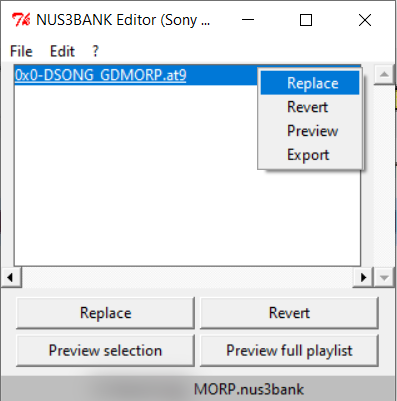 NUS3BANK Editor (Sony ...
File Edit ?
0x0-DSONG_GDMORP.at9
Replace
Revert
Preview
Export
Replace Revert
Preview selection Preview full playlist
MORP.nus3bank